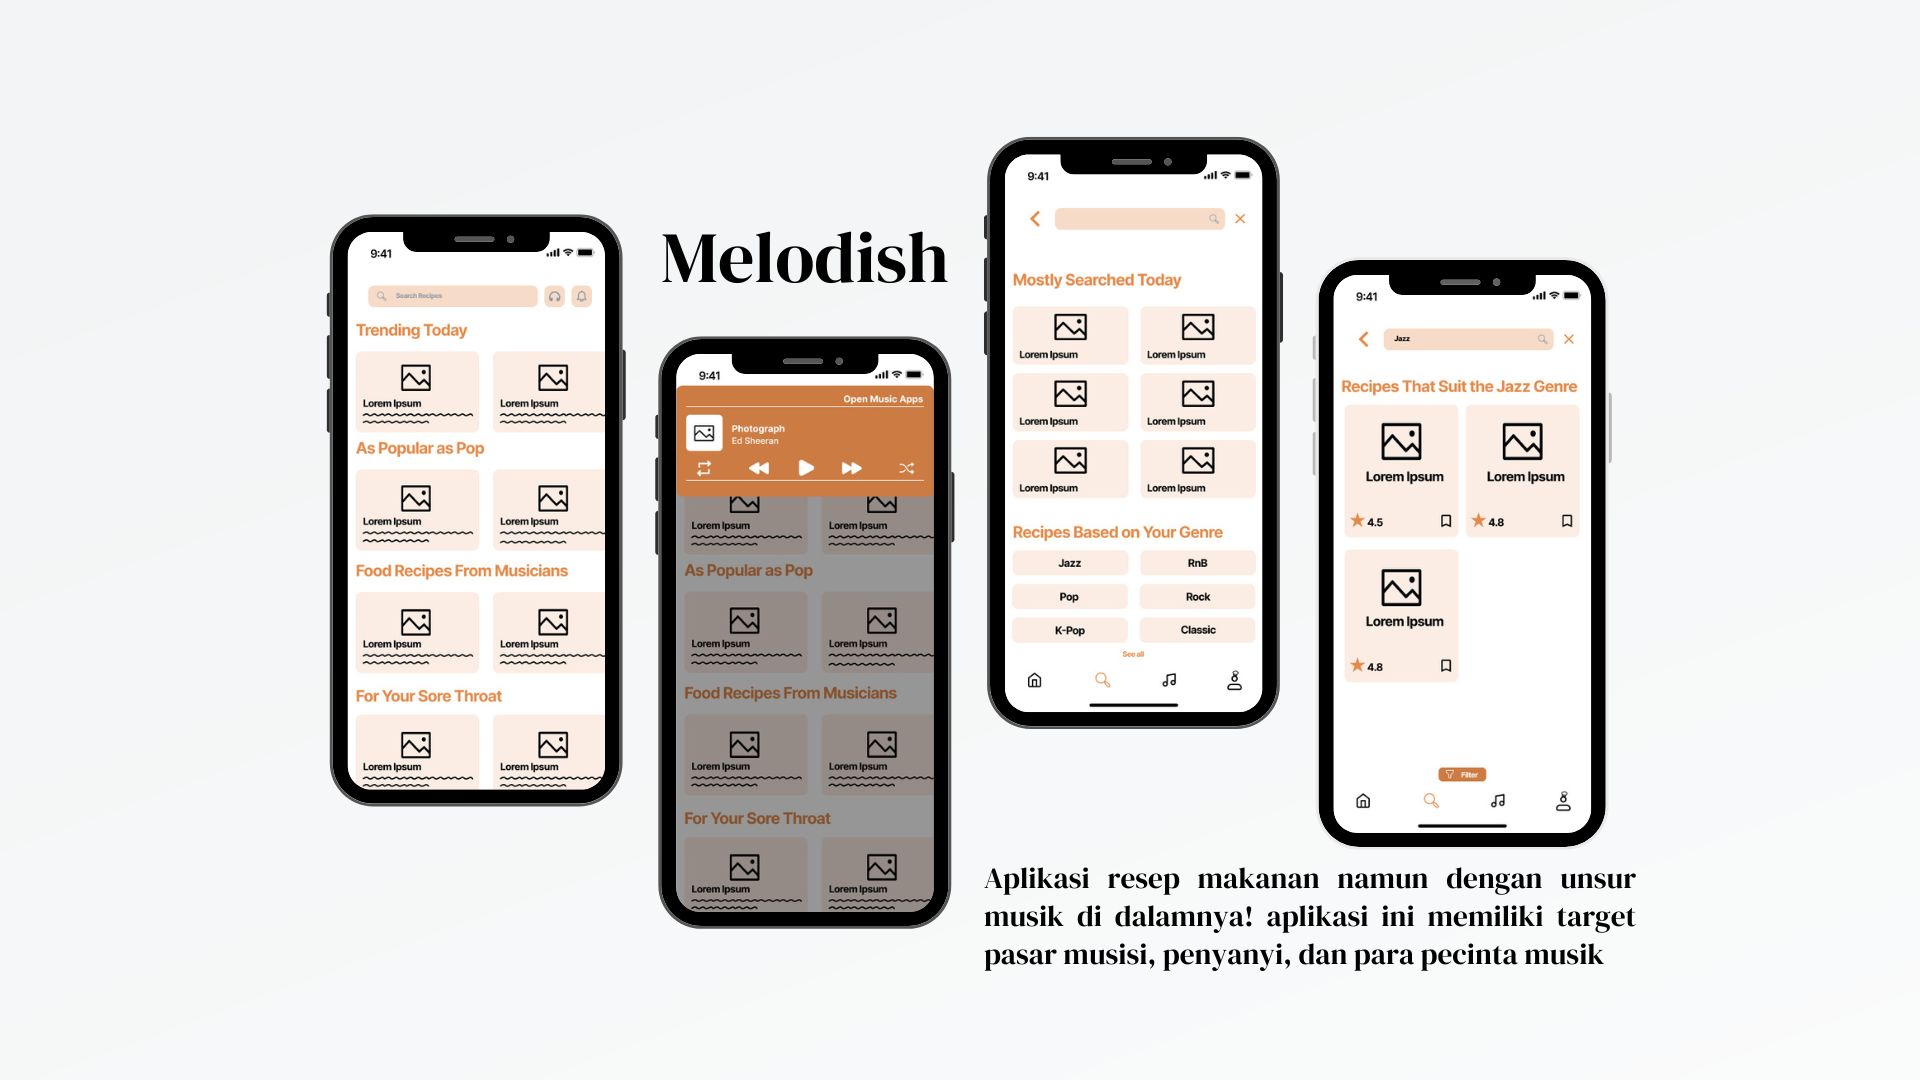 9:41
Search Recipes
Trending Today
Lorem Ipsum
Lorem Ipsum
As Popular as Pop
Lorem Ipsum
Lorem Ipsum
Food Recipes From Musicians
Lorem Ipsum
Lorem Ipsum
For Your Sore Throat
Lorem Ipsum
Lorem Ipsum
Melodish
9:41
Open Music Apps
Photograph
Ed Sheeran
Lorem Ipsum
Lorem Ipsum
As Popular as Pop
Lorem Ipsum
Lorem Ipsum
Food Recipes From Musicians
Lorem Ipsum
Lorem Ipsum
For Your Sore Throat
Lorem Ipsum
Lorem Ipsum
9:41
Mostly Searched Today
Lorem Ipsum
Lorem Ipsum
Lorem Ipsum
Lorem Ipsum
Lorem Ipsum
Lorem Ipsum
Recipes Based on Your Genre
Jazz
RnB
Pop
Rock
K-Pop
Classic
See all
9:41
Jazz
Recipes That Suit the Jazz Genre
Lorem Ipsum
Lorem Ipsum
4.5
4.8
Lorem Ipsum
4.8
Filter
Aplikasi resep makanan namun dengan unsur
musik di dalamnya! aplikasi ini memiliki target
pasar musisi, penyanyi, dan para pecinta musik